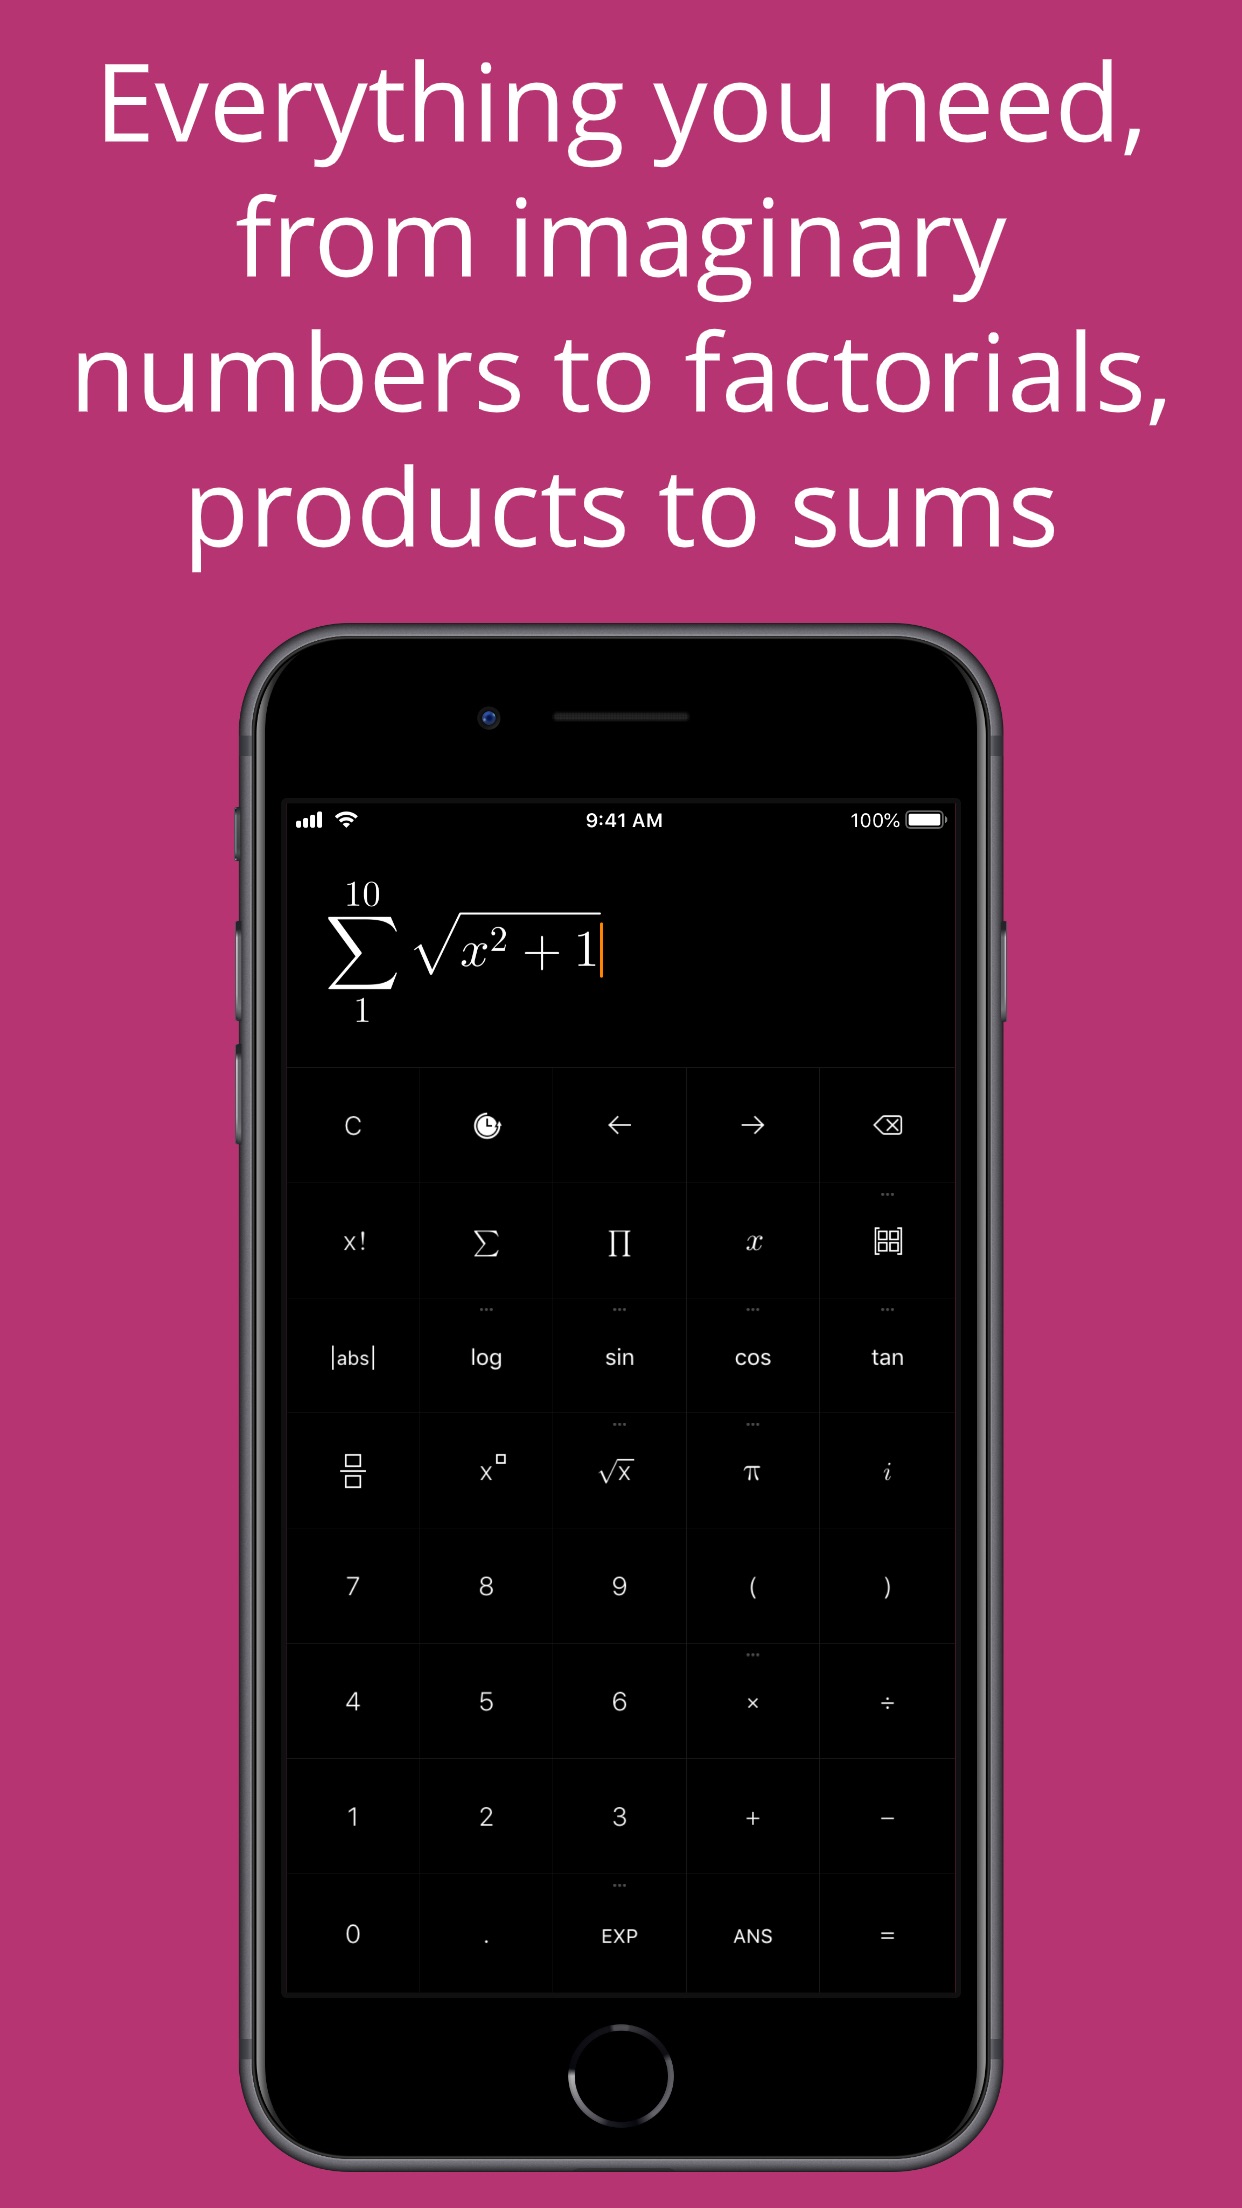 Everything you need,
from imaginary
numbers to factorials,
products to sums
9:41 AM 100%
10
∑ √x² + 1
1
C ← →
x! ∑ ∏ x
|abs| log sin cos tan
x √x π i
7 8 9 ( )
4 5 6 × ÷
1 2 3 + −
0 . EXP ANS =